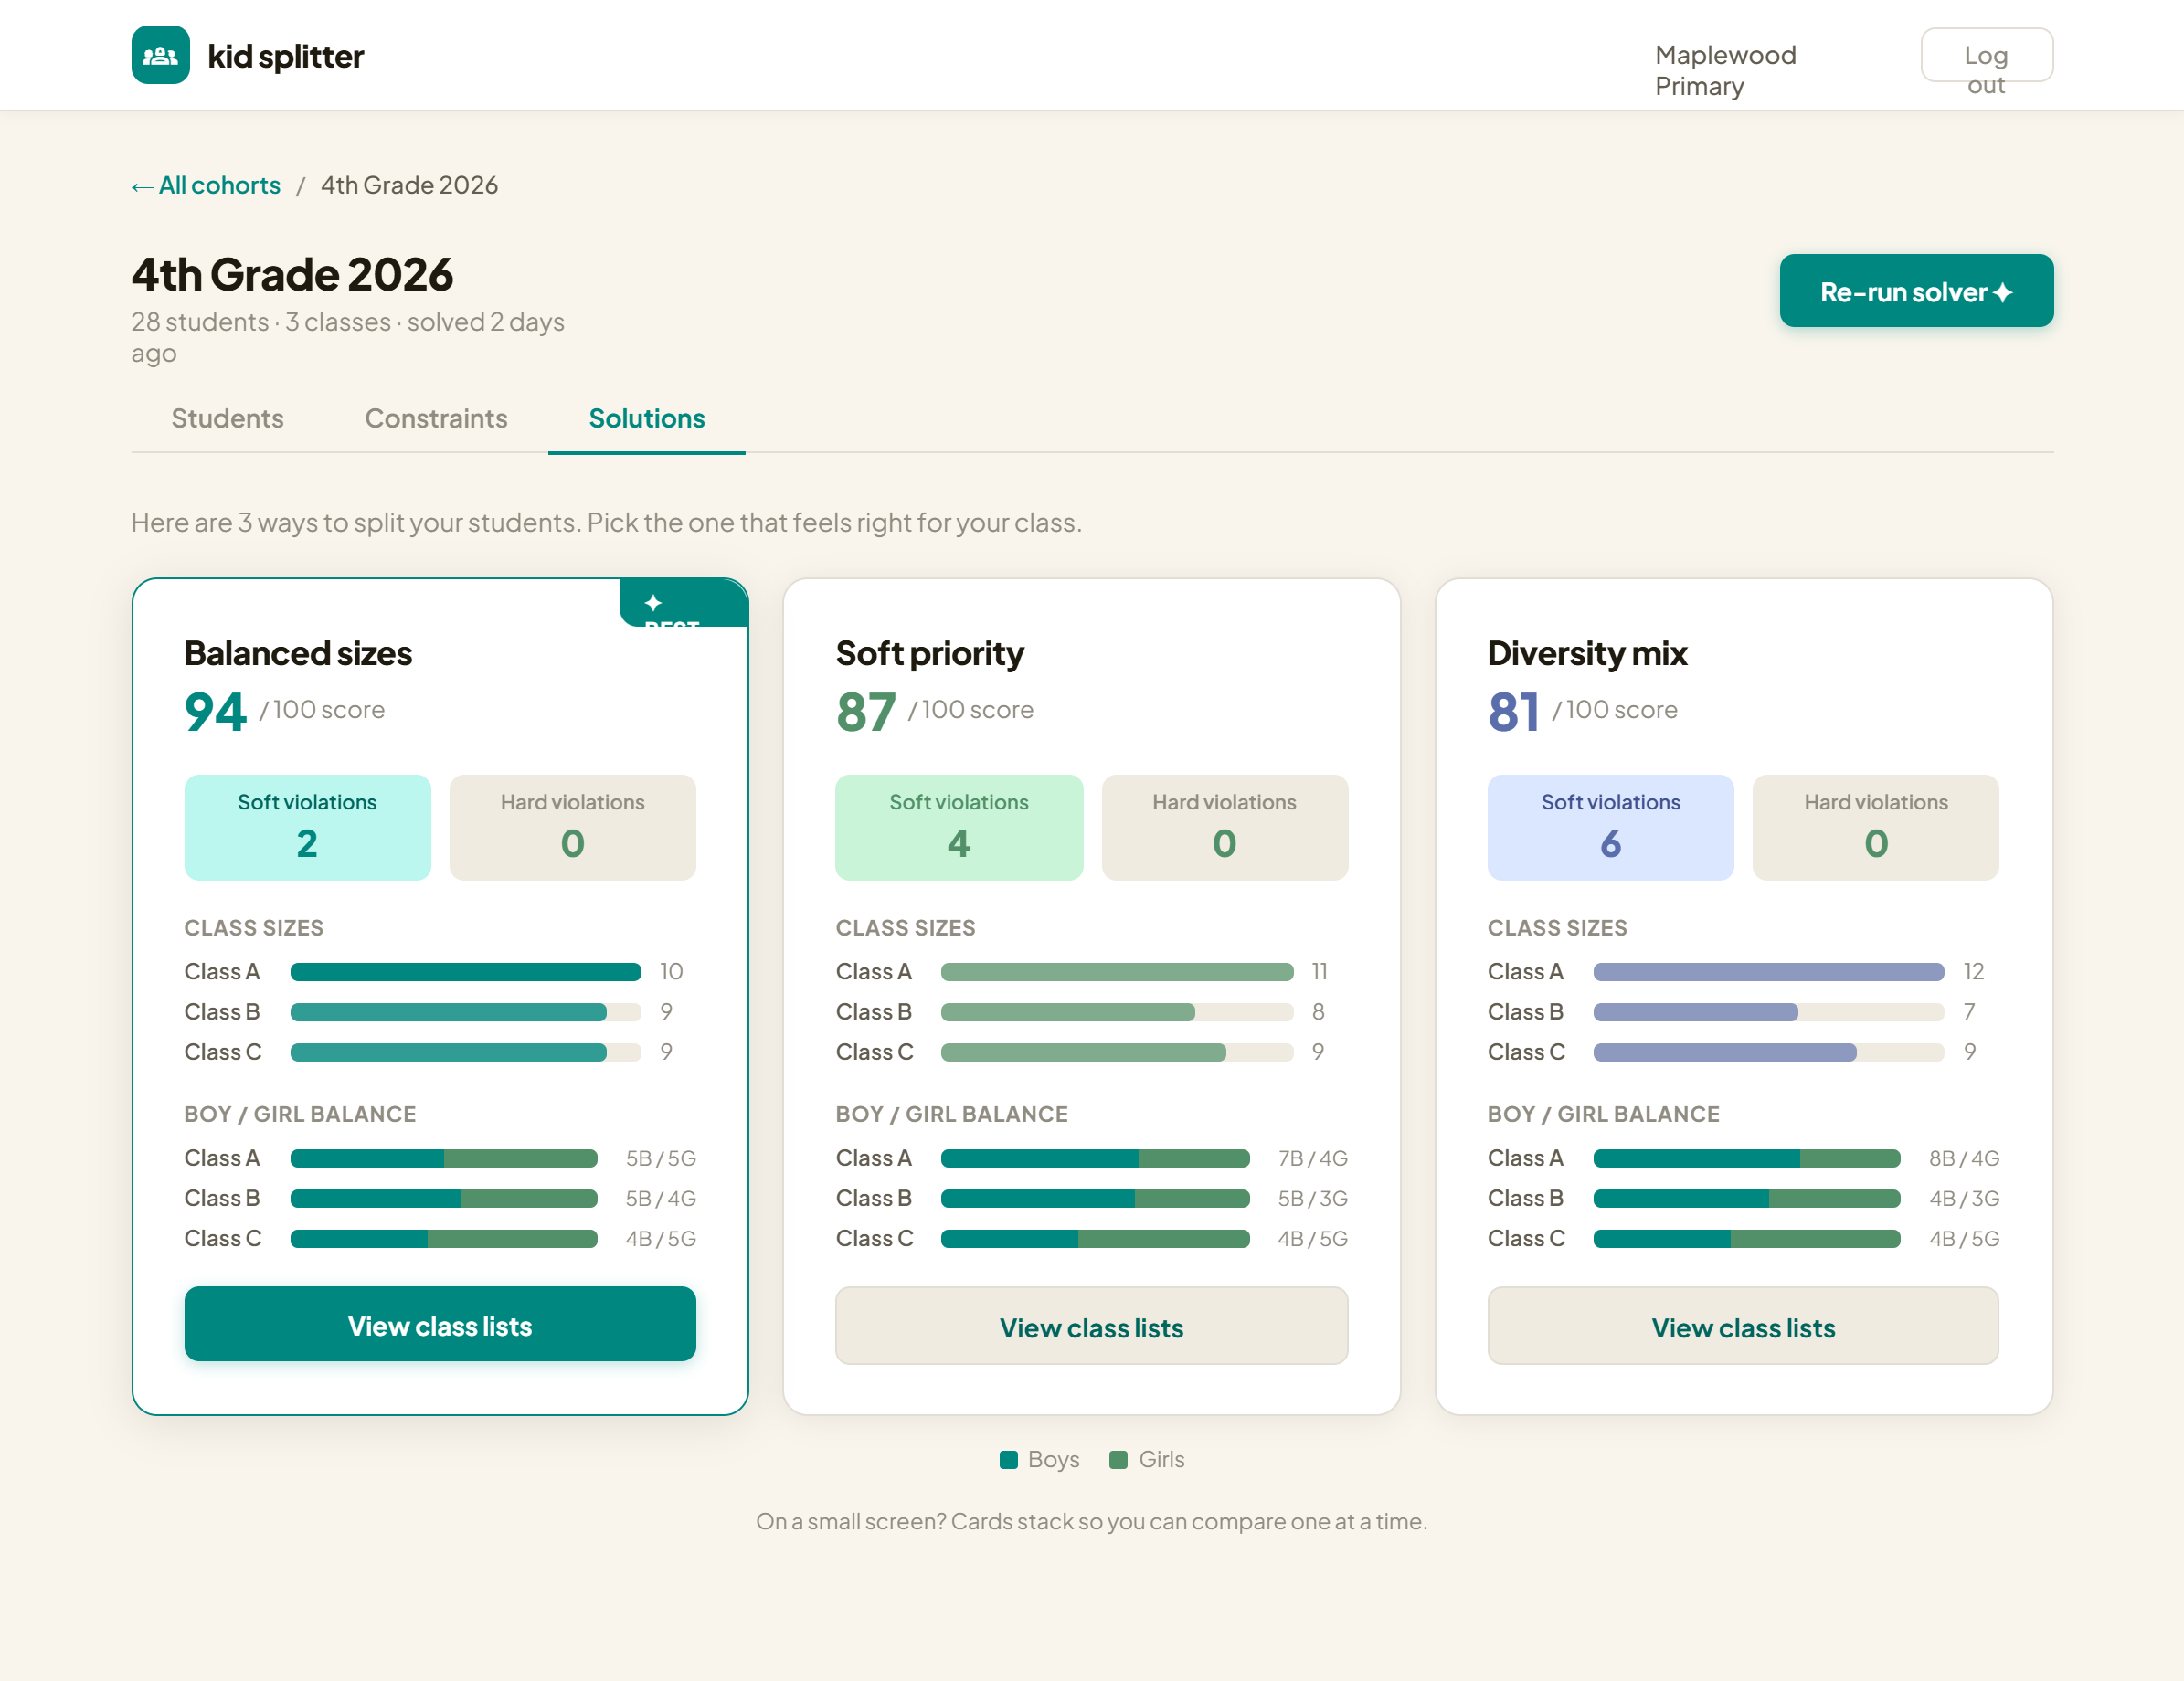 kid splitter
Maplewood
Primary
Log
out
← All cohorts / 4th Grade 2026
4th Grade 2026
Re-run solver ✦
28 students · 3 classes · solved 2 days
ago
Students Constraints Solutions
Here are 3 ways to split your students. Pick the one that feels right for your class.
✦
Balanced sizes
94 / 100 score
Soft violations
2
Hard violations
0
CLASS SIZES
Class A 10
Class B 9
Class C 9
BOY / GIRL BALANCE
Class A 5B / 5G
Class B 5B / 4G
Class C 4B / 5G
View class lists
Soft priority
87 / 100 score
Soft violations
4
Hard violations
0
CLASS SIZES
Class A 11
Class B 8
Class C 9
BOY / GIRL BALANCE
Class A 7B / 4G
Class B 5B / 3G
Class C 4B / 5G
View class lists
Diversity mix
81 / 100 score
Soft violations
6
Hard violations
0
CLASS SIZES
Class A 12
Class B 7
Class C 9
BOY / GIRL BALANCE
Class A 8B / 4G
Class B 4B / 3G
Class C 4B / 5G
View class lists
Boys Girls
On a small screen? Cards stack so you can compare one at a time.